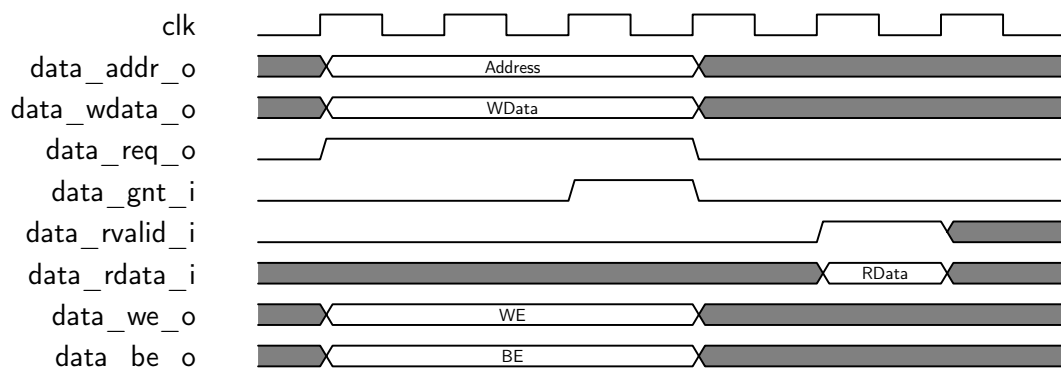 clk
data_addr_o Address
data_wdata_o WData
data_req_o
data_gnt_i
data_rvalid_i
data_rdata_i RData
data_we_o WE
data_be_o BE